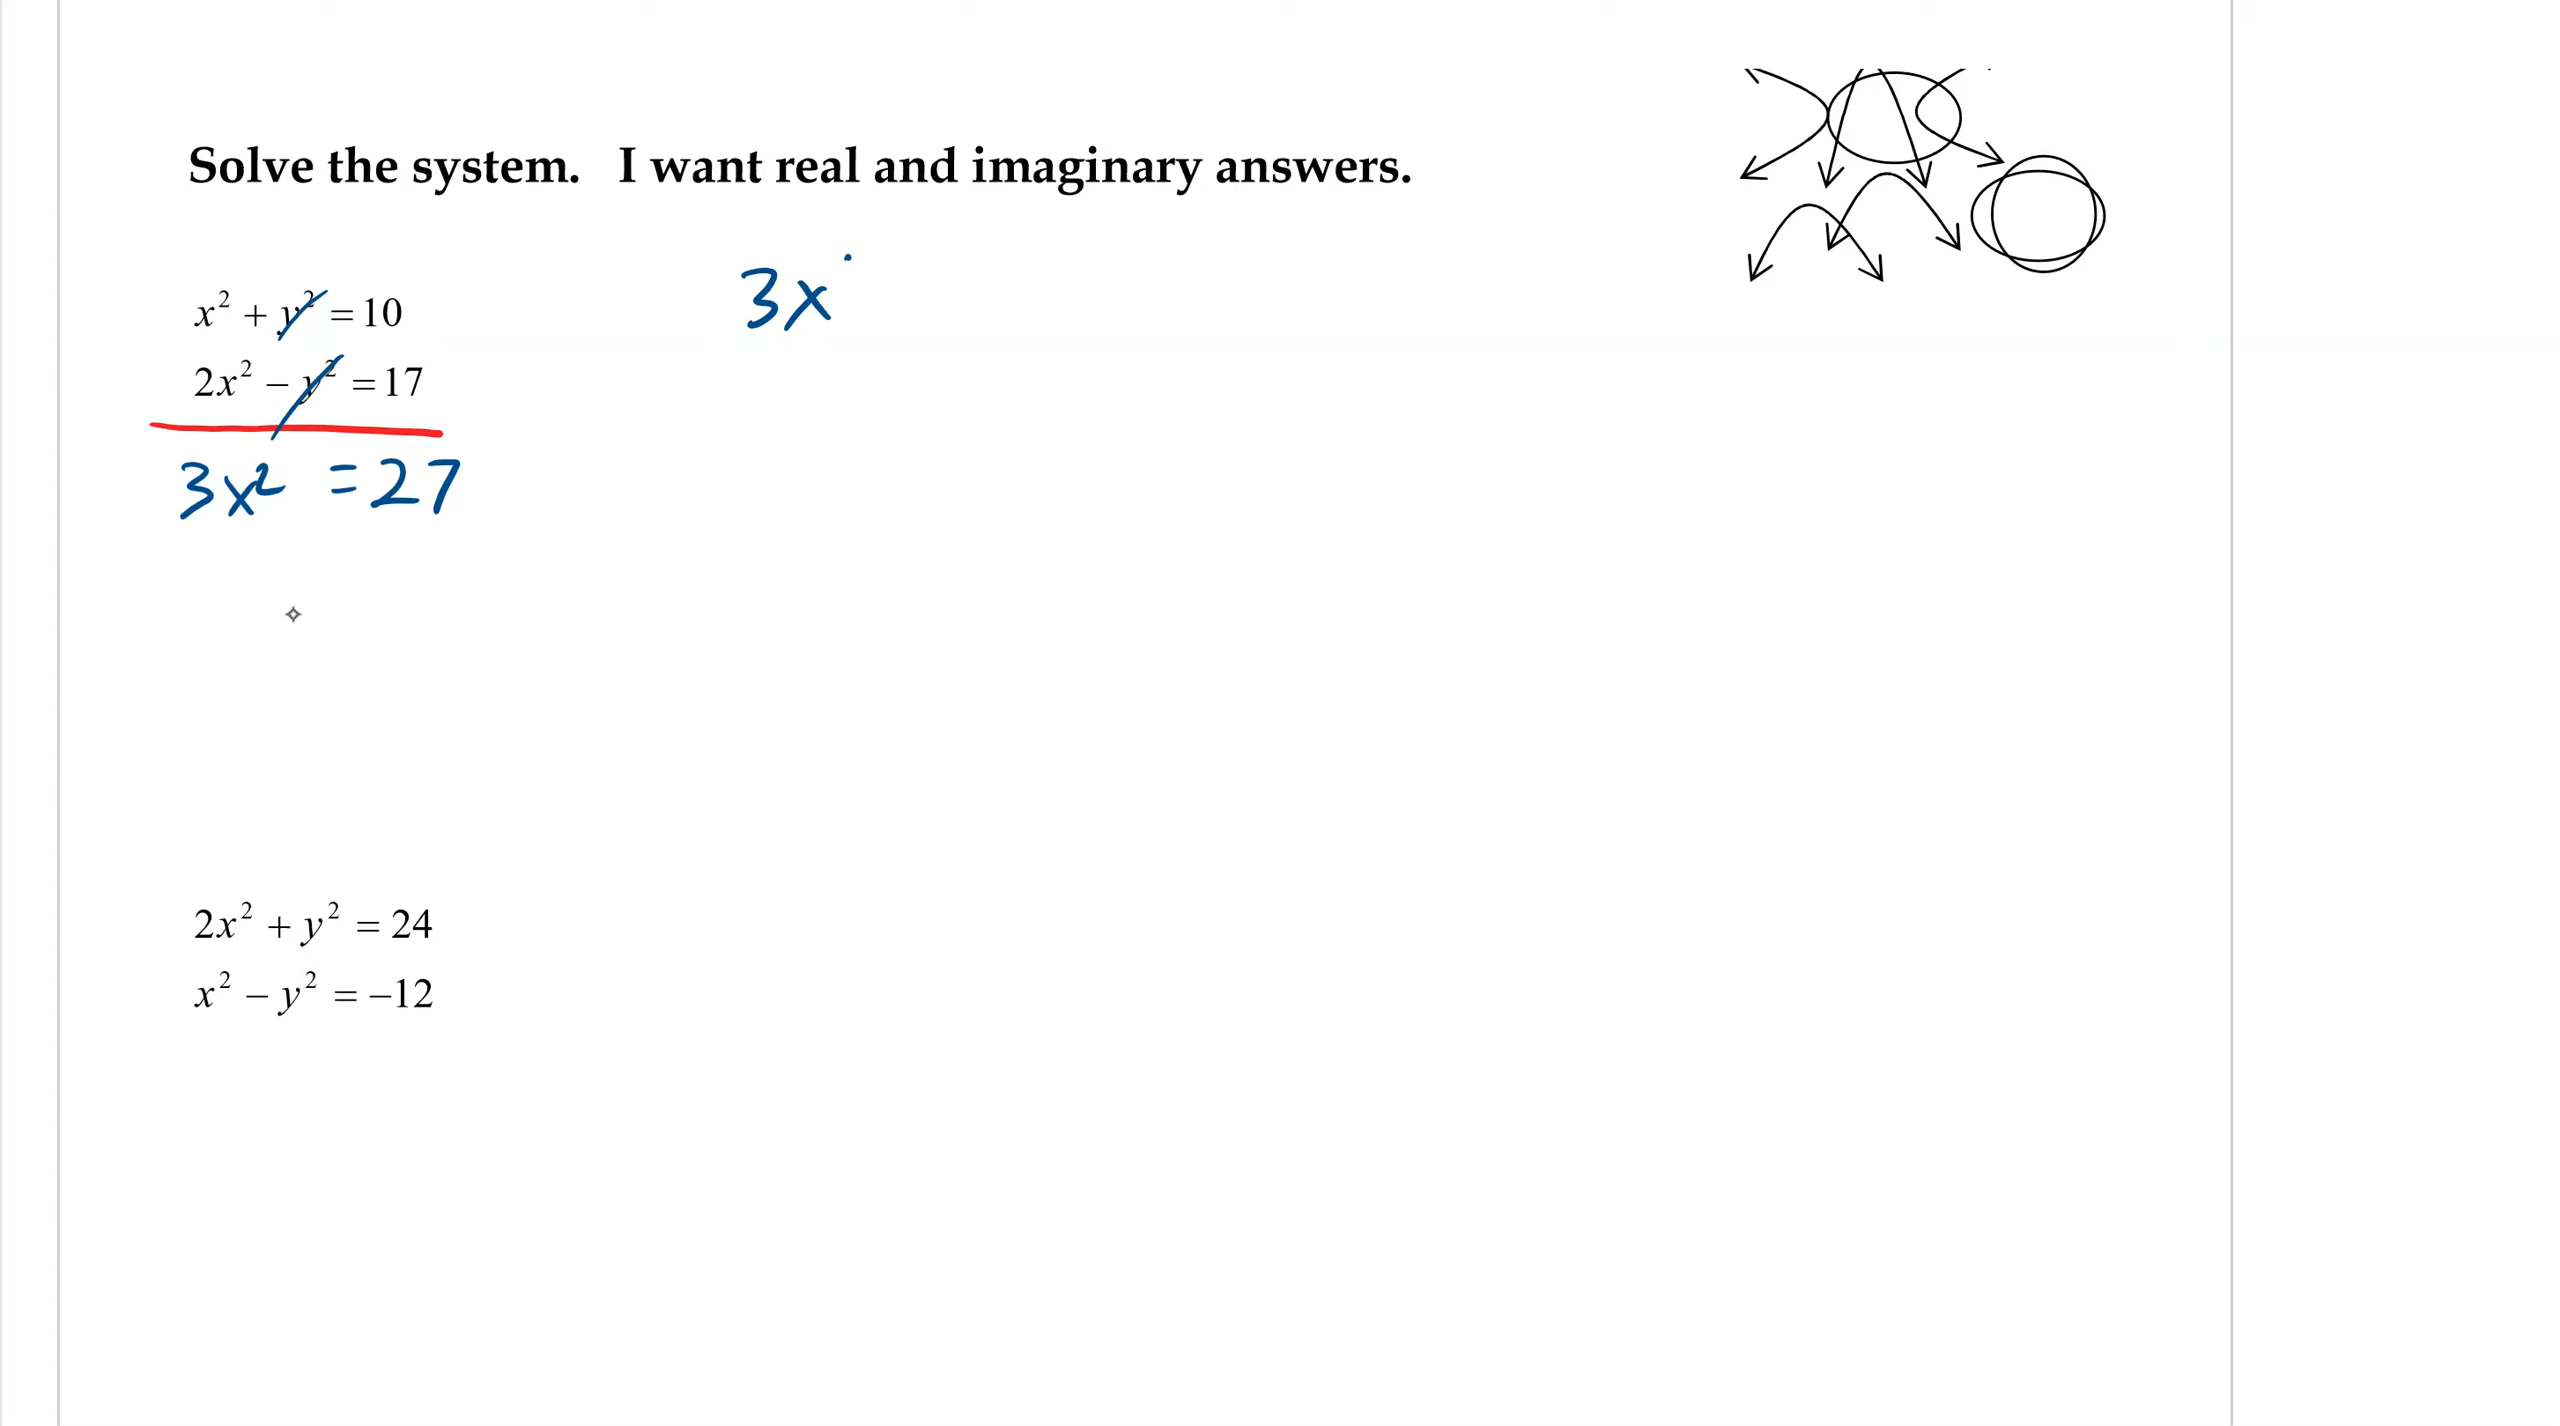 Solve the system. I want real and imaginary answers.
x² + y² = 10
3x
2x² − y² = 17
3x² = 27
2x² + y² = 24
x² − y² = −12